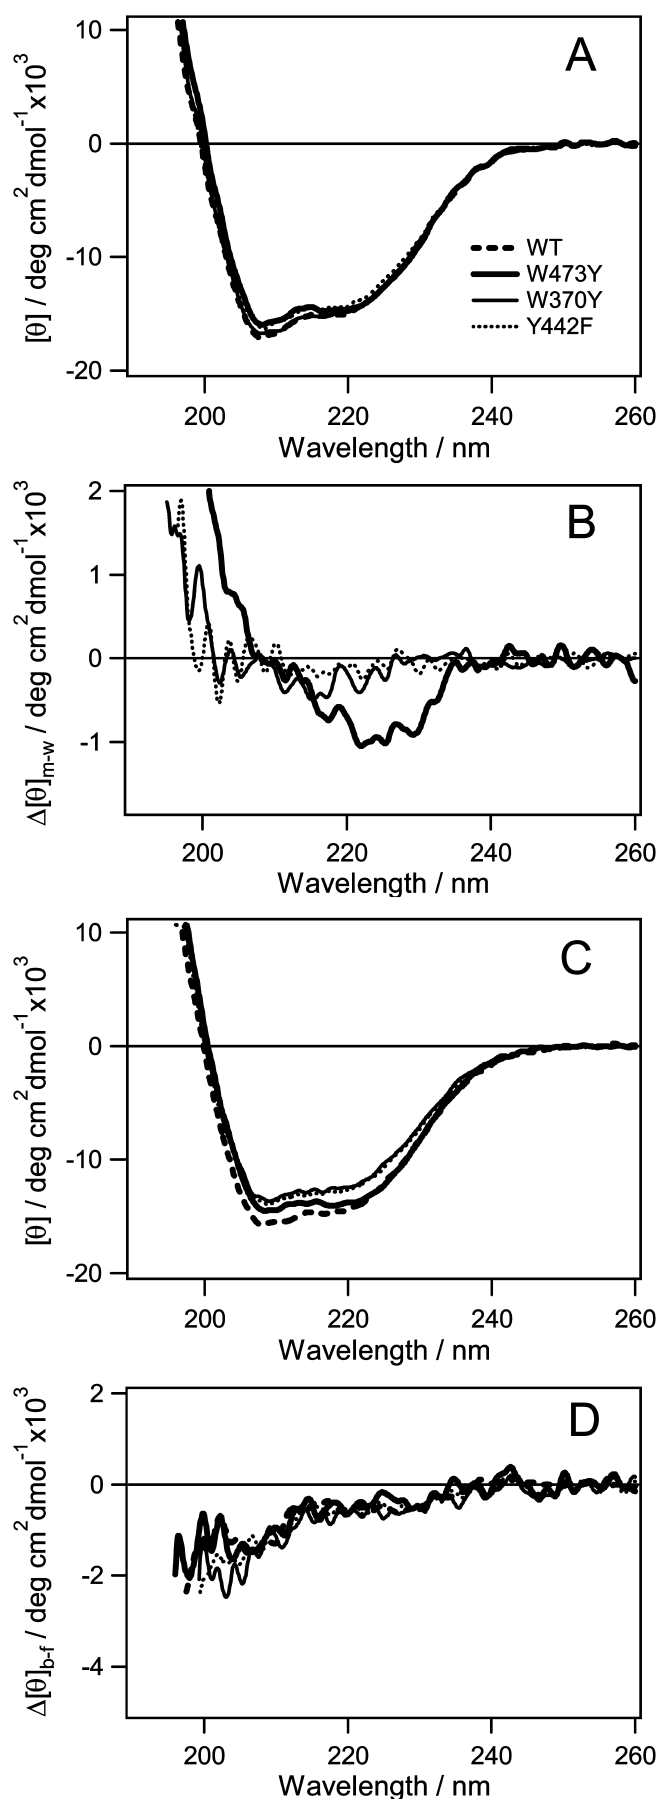 A
10
0
-10
-20
[θ] / deg cm²dmol⁻¹x10³
WT
W473Y
W370Y
Y442F
200 220 240 260
Wavelength / nm
B
2
1
0
-1
Δ[θ]m-w / deg cm²dmol⁻¹x10³
200 220 240 260
Wavelength / nm
C
10
0
-10
-20
[θ] / deg cm²dmol⁻¹x10³
200 220 240 260
Wavelength / nm
D
2
0
-2
-4
Δ[θ]b-f / deg cm²dmol⁻¹x10³
200 220 240 260
Wavelength / nm